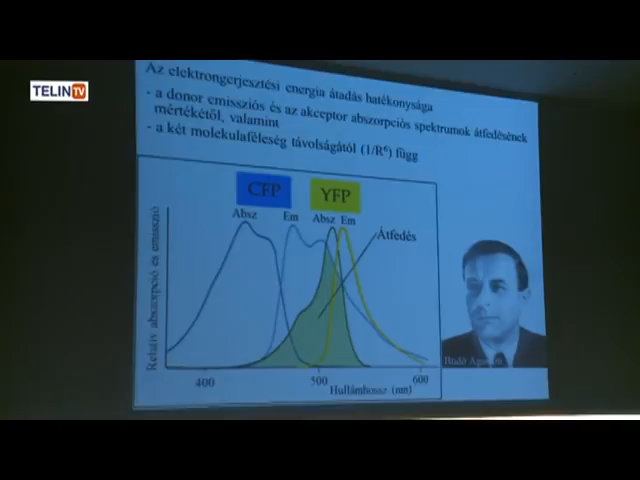 TELIN TV
Az elektrongerjesztési energia átadás hatékonysága
- a donor emissziós és az akceptor abszorpciós spektrumok átfedésének
mértékétől, valamint
- a két molekulaféleség távolságától (1/R⁶) függ
CFP YFP
Absz Em Absz Em
Átfedés
Relatív abszorpció és emisszió
400 500 600
Hullámhossz (nm)
Budó